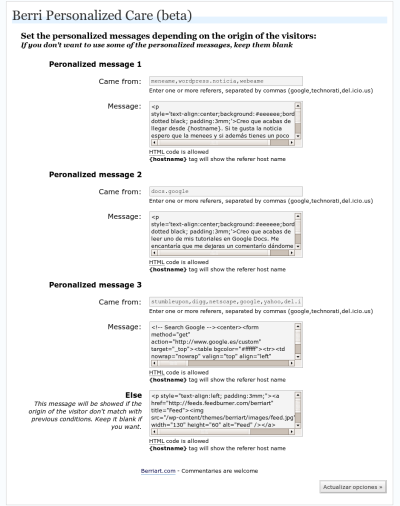 Berri Personalized Care (beta)
Set the personalized messages depending on the origin of the visitors:
If you don't want to use some of the personalized messages, keep them blank
Peronalized message 1
Came from: meneame,wordpress.noticia,webeame
Enter one or more referers, separated by commas (google,technorati,del.icio.us)
Message: <p
style='text-align:center;background:#eeeeee;bord
dotted black; padding:3mm;'>Creo que acabas de
llegar desde {hostname}. Si te gusta la noticia
espero que la menees y si además tienes un poco
HTML code is allowed
{hostname} tag will show the referer host name
Peronalized message 2
Came from: docs.google
Enter one or more referers, separated by commas (google,technorati,del.icio.us)
Message: <p
style='text-align:center;background:#eeeeee;bord
dotted black; padding:3mm;'>Creo que acabas de
leer uno de mis tutoriales en Google Docs. Me
encantaría que me dejaras un comentario dándome
HTML code is allowed
{hostname} tag will show the referer host name
Peronalized message 3
Came from: stumbleupon,digg,netscape,google,yahoo,del.i
Enter one or more referers, separated by commas (google,technorati,del.icio.us)
Message: <!-- Search Google --><center><form
method="get"
action="http://www.google.es/custom"
target="_top"><table bgcolor="#ffffff"><tr><td
nowrap="nowrap" valign="top" align="left"
HTML code is allowed
{hostname} tag will show the referer host name
Else
This message will be showed if the
origin of the visitor don't match with
previous conditions. Keep it blank if
you want.
<p style="text-align:left; padding:3mm;"><a
href="http://feeds.feedburner.com/berriart"
title="Feed"><img
src="/wp-content/themes/berriart/images/feed.jpg"
width="130" height="60" alt="Feed" /></a>
HTML code is allowed
{hostname} tag will show the referer host name
Berriart.com - Commentaries are welcome
Actualizar opciones »